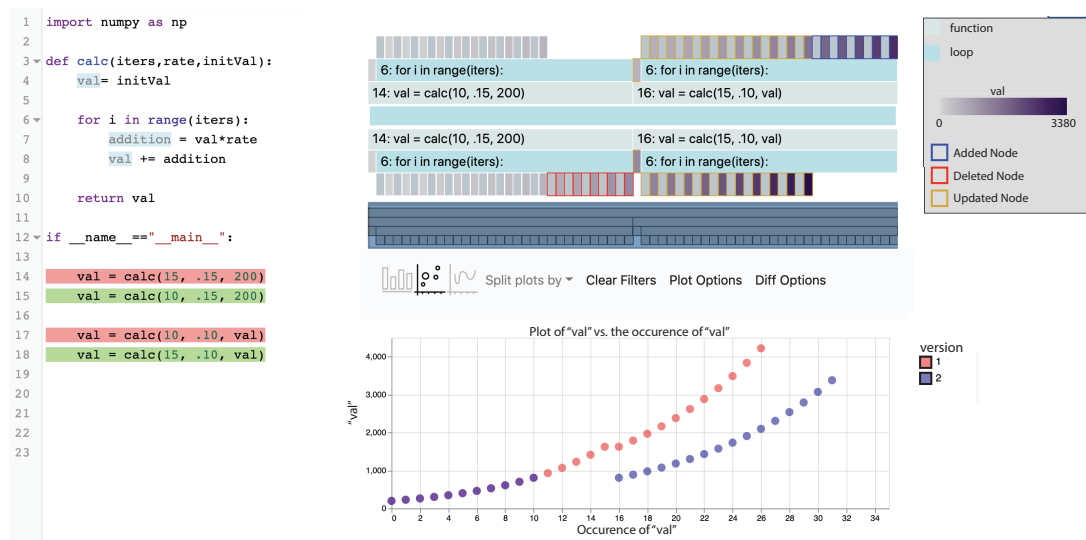 1 import numpy as np
2
3 def calc(iters,rate,initVal):
4 val= initVal
5
6 for i in range(iters):
7 addition = val*rate
8 val += addition
9
10 return val
11
12 if __name__=="__main__":
13
14 val = calc(15, .15, 200)
15 val = calc(10, .15, 200)
16
17 val = calc(10, .10, val)
18 val = calc(15, .10, val)
19
20
21
22
23
6: for i in range(iters): 6: for i in range(iters):
14: val = calc(10, .15, 200) 16: val = calc(15, .10, val)
14: val = calc(10, .15, 200) 16: val = calc(15, .10, val)
6: for i in range(iters): 6: for i in range(iters):
function
loop
val
0 3380
Added Node
Deleted Node
Updated Node
Split plots by Clear Filters Plot Options Diff Options
Plot of "val" vs. the occurence of "val"
4,000
3,000
2,000
1,000
0
"val"
0 2 4 6 8 10 12 14 16 18 20 22 24 26 28 30 32 34
Occurence of "val"
version
1
2